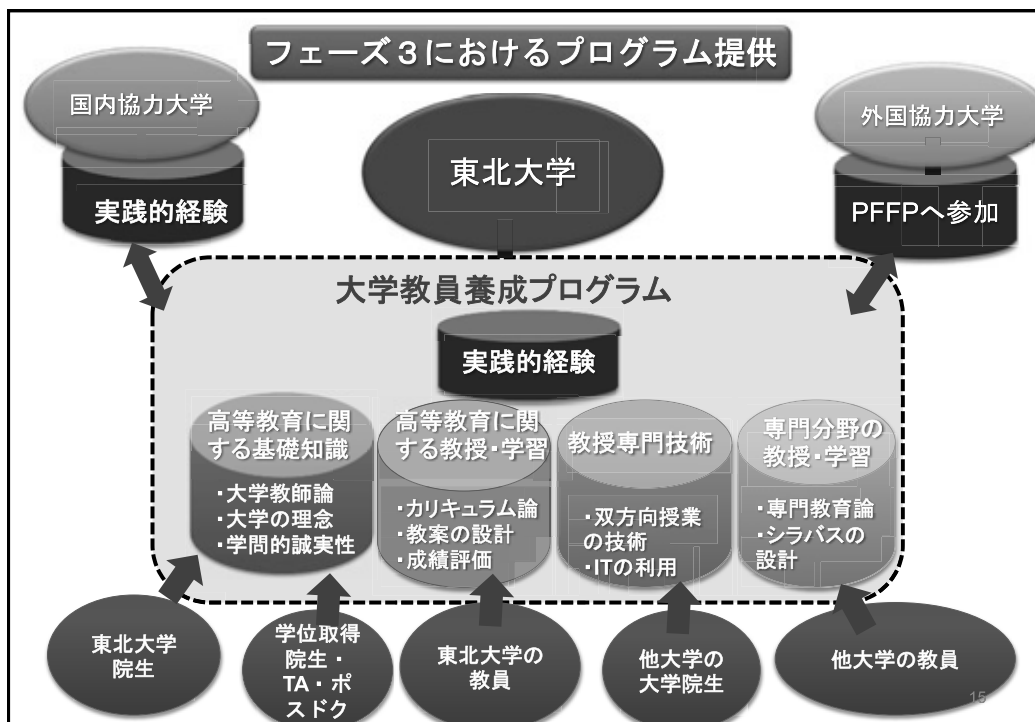 フェーズ３におけるプログラム提供
国内協力大学
実践的経験
東北大学
外国協力大学
PFFPへ参加
大学教員養成プログラム
実践的経験
高等教育に関
する基礎知識
・大学教師論
・大学の理念
・学問的誠実性
高等教育に関
する教授・学習
・カリキュラム論
・教案の設計
・成績評価
教授専門技術
・双方向授業
の技術
・ITの利用
専門分野の
教授・学習
・専門教育論
・シラバスの
設計
東北大学
院生
学位取得
院生・
TA・ポ
スドク
東北大学の
教員
他大学の
大学院生
他大学の教員
15